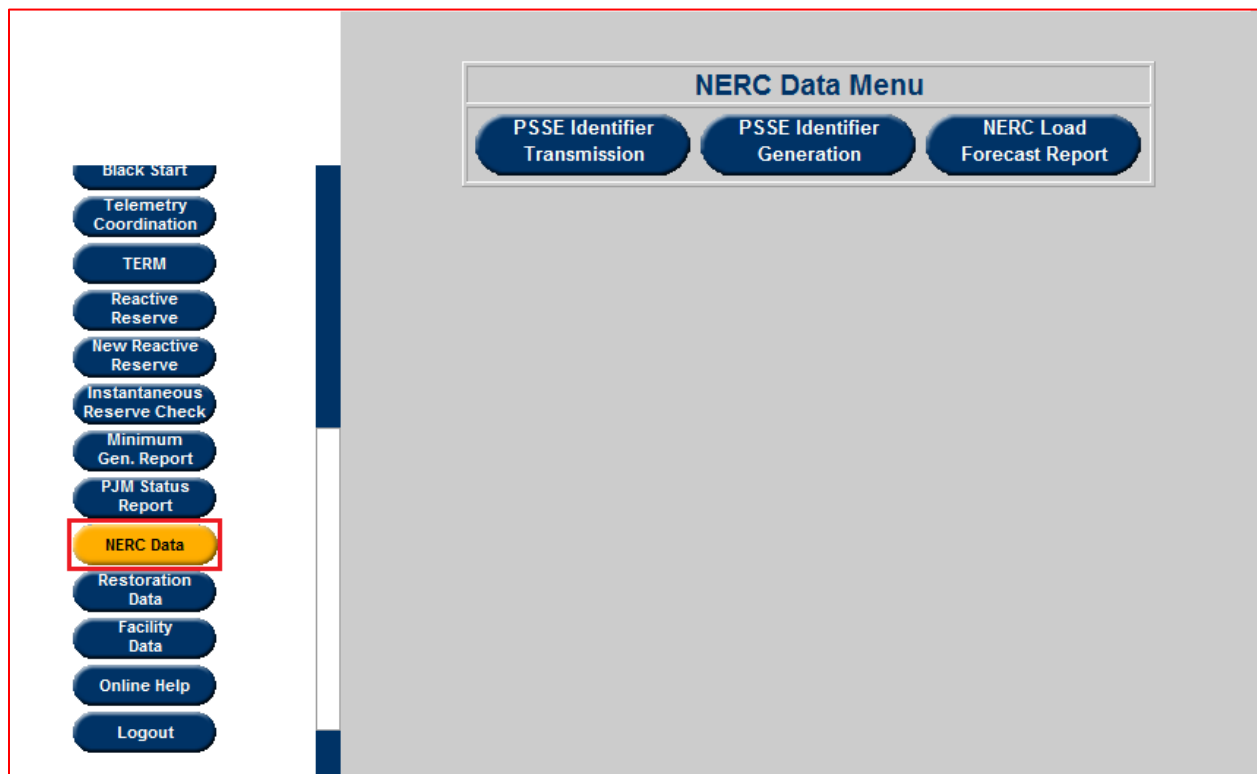 NERC Data Menu
PSSE Identifier
Transmission
PSSE Identifier
Generation
NERC Load
Forecast Report
Black Start
Telemetry
Coordination
TERM
Reactive
Reserve
New Reactive
Reserve
Instantaneous
Reserve Check
Minimum
Gen. Report
PJM Status
Report
NERC Data
Restoration
Data
Facility
Data
Online Help
Logout